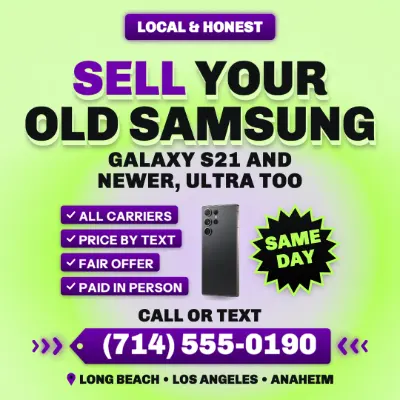 LOCAL & HONEST
SELL YOUR
OLD SAMSUNG
GALAXY S21 AND
NEWER, ULTRA TOO
ALL CARRIERS
PRICE BY TEXT
FAIR OFFER
PAID IN PERSON
SAME
DAY
CALL OR TEXT
(714) 555-0190
LONG BEACH • LOS ANGELES • ANAHEIM